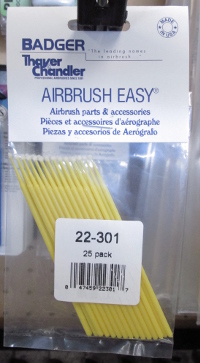 BADGER
The leading names
in airbrush
Thayer
Chandler
MADE
IN USA
AIRBRUSH EASY®
Airbrush parts & accessories
Pièces et accessoires d'aérographe
Piezas y accesorios de Aerógrafo
22-301
25 pack
0 47459 22301 7